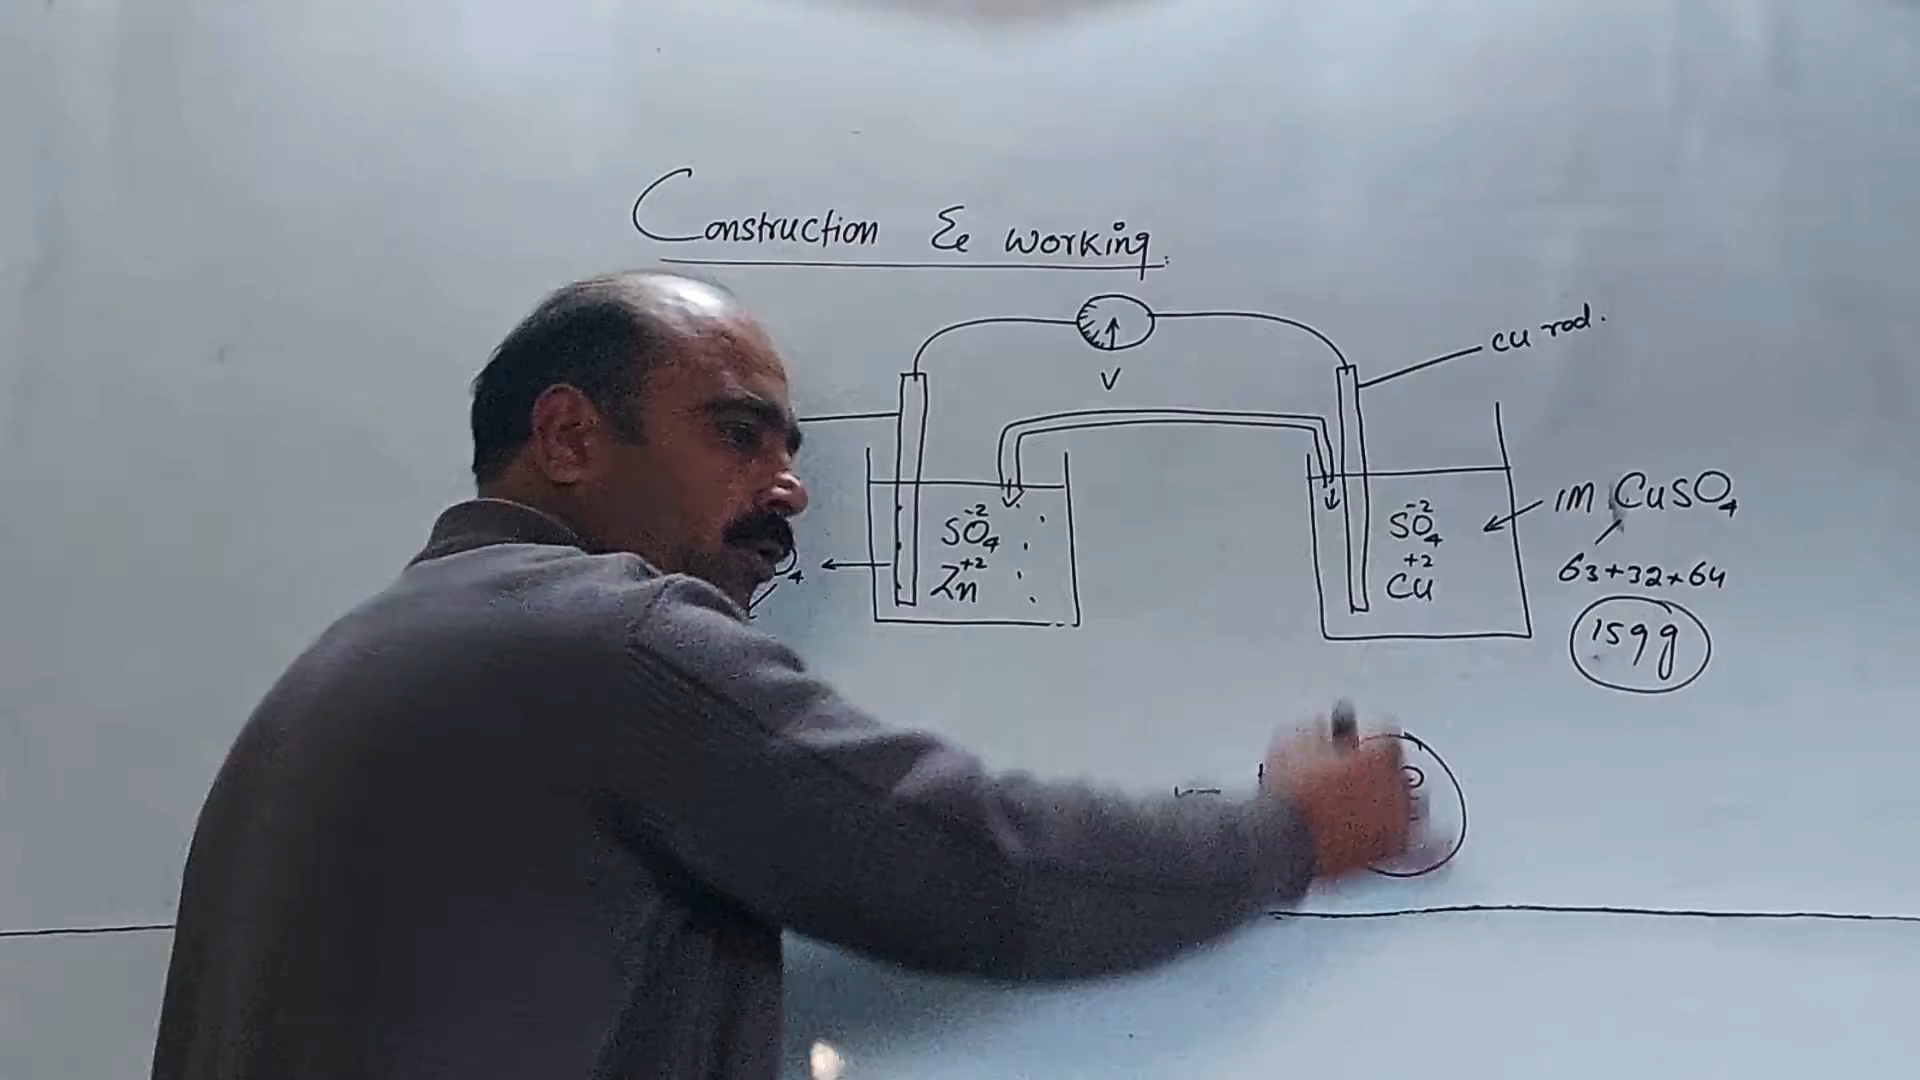 Construction & working.
V
cu rod.
SO4-2
Zn+2
SO4-2
Cu+2
1M CuSO4
63+32+64
159g